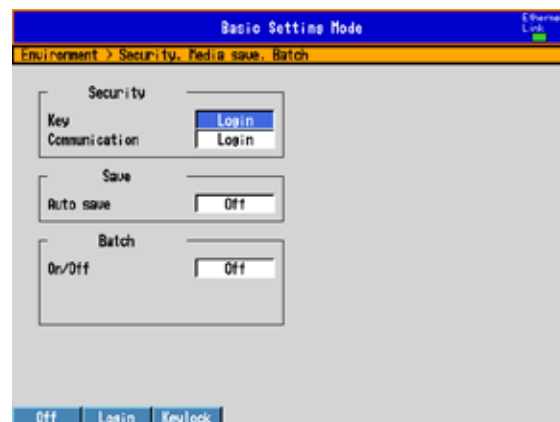 Basic Setting Mode
Ethernet
Link
Environment > Security, Media save, Batch
Security
Key Login
Communication Login
Save
Auto save Off
Batch
On/Off Off
Off Login Keylock